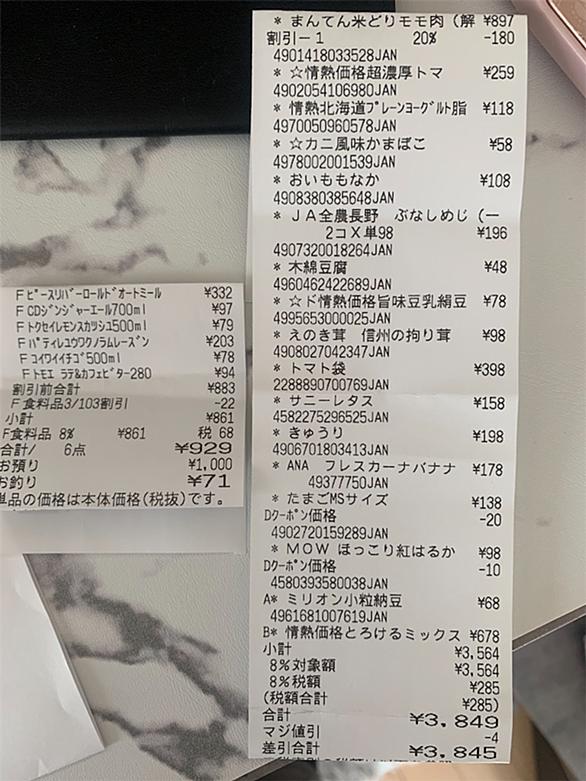 Fピースリバーロールドオートミール ¥332
F CDジンジャーエール700ml ¥97
Fトクセイレモンスカッシュ500ml ¥79
Fパティレユウワクノラムレーズン ¥203
Fコイワイイチゴ500ml ¥78
Fトモエ ラテ&カフェビター280 ¥94
割引前合計 ¥883
F食料品3/103割引 -22
小計 ¥861
F食料品 8% ¥861 税 68
合計/ 6点 ¥929
お預り ¥1,000
お釣り ¥71
単品の価格は本体価格(税抜)です。
* まんてん米どりモモ肉（解 ¥897
割引－1 20% -180
4901418033528JAN
* ☆情熱価格超濃厚トマ ¥259
4902054106980JAN
* 情熱北海道プレーンヨーグルト脂 ¥118
4970050960578JAN
* ☆カニ風味かまぼこ ¥58
4978002001539JAN
* おいももなか ¥108
4908380385648JAN
* JA全農長野 ぶなしめじ（一
2コX単98 ¥196
4907320018264JAN
* 木綿豆腐 ¥48
4960462422689JAN
* ☆ド情熱価格旨味豆乳絹豆 ¥78
4995653000025JAN
* えのき茸 信州の拘り茸 ¥98
4908027042347JAN
* トマト袋 ¥398
2288890700769JAN
* サニーレタス ¥158
4582275296525JAN
* きゅうり ¥198
4906701803413JAN
* ANA フレスカーナバナナ ¥178
49377750JAN
* たまごMSサイズ ¥138
Dクーポン価格 -20
4902720159289JAN
* MOW ほっこり紅はるか ¥98
Dクーポン価格 -10
4580393580038JAN
A* ミリオン小粒納豆 ¥68
4961681007619JAN
B* 情熱価格とろけるミックス ¥678
小計 ¥3,564
8%対象額 ¥3,564
8%税額 ¥285
(税額合計 ¥285)
合計 ¥3,849
マジ値引 -4
差引合計 ¥3,845